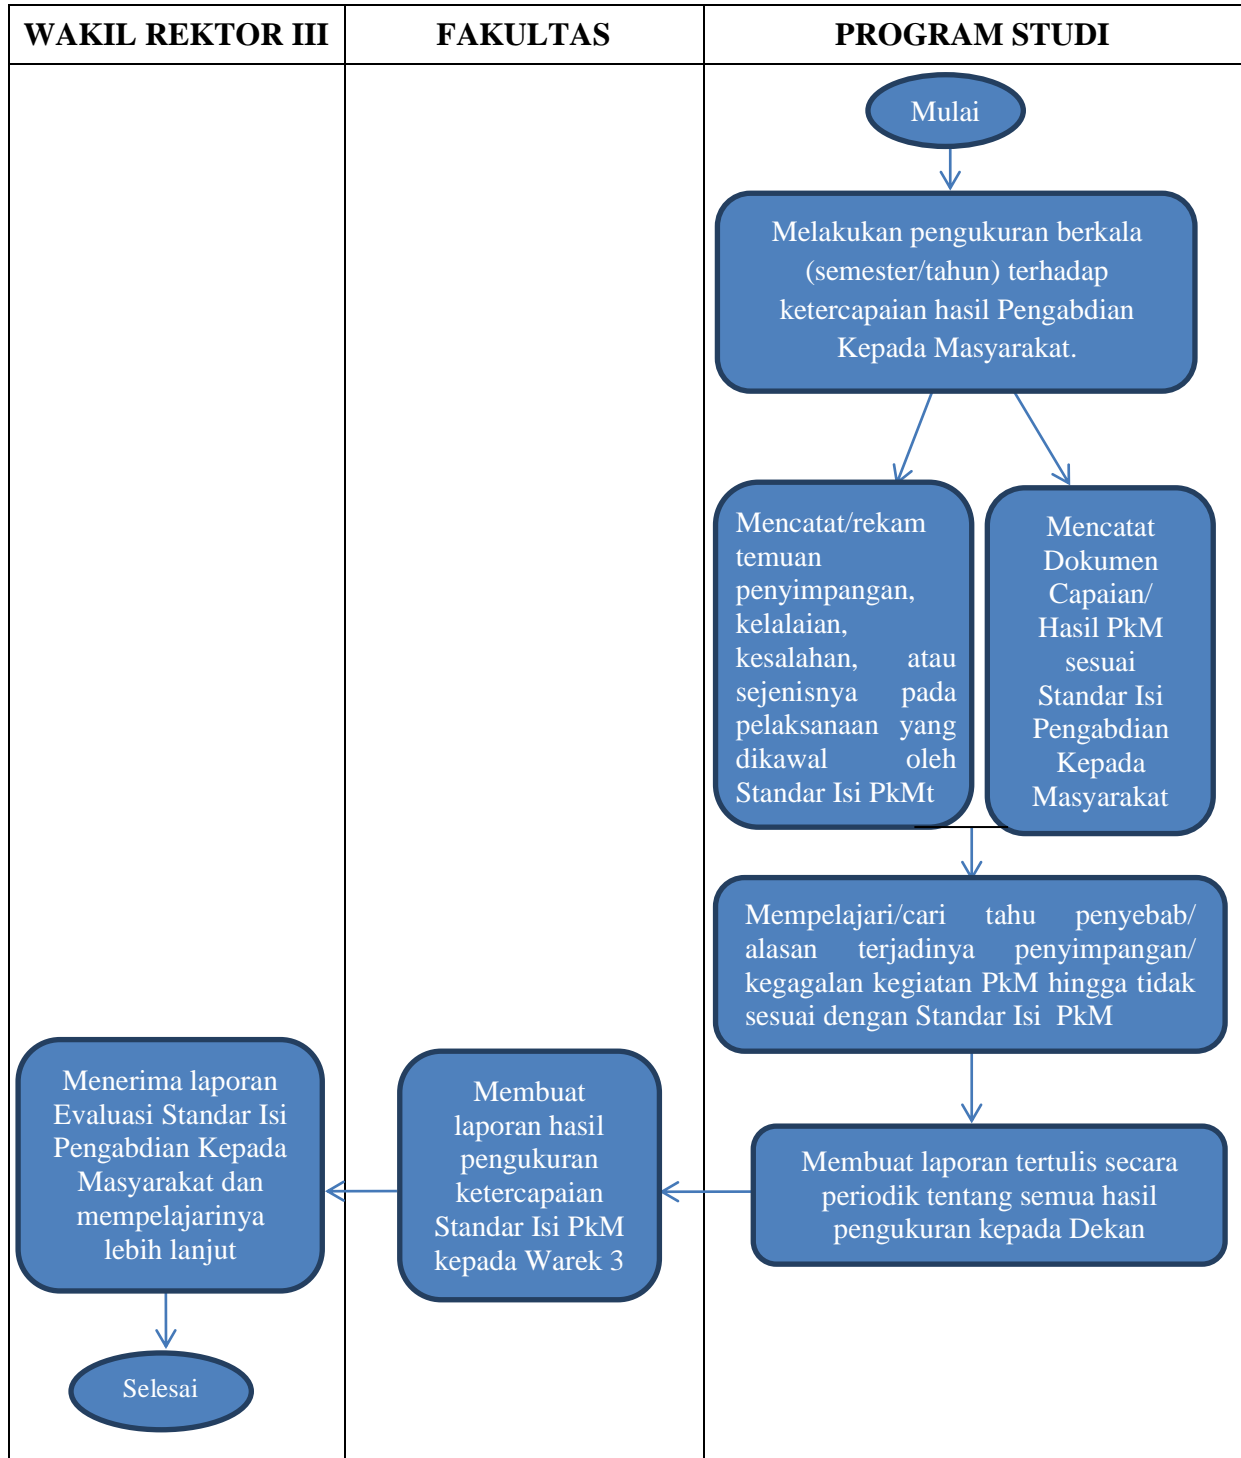 WAKIL REKTOR III
FAKULTAS
PROGRAM STUDI
Mulai
Melakukan pengukuran berkala
(semester/tahun) terhadap
ketercapaian hasil Pengabdian
Kepada Masyarakat.
Mencatat/rekam
temuan
penyimpangan,
kelalaian,
kesalahan, atau
sejenisnya pada
pelaksanaan yang
dikawal oleh
Standar Isi PkMt
Mencatat
Dokumen
Capaian/
Hasil PkM
sesuai
Standar Isi
Pengabdian
Kepada
Masyarakat
Mempelajari/cari tahu penyebab/
alasan terjadinya penyimpangan/
kegagalan kegiatan PKM hingga tidak
sesuai dengan Standar Isi PkM
Membuat laporan tertulis secara
periodik tentang semua hasil
pengukuran kepada Dekan
Membuat
laporan hasil
pengukuran
ketercapaian
Standar Isi PkM
kepada Warek 3
Menerima laporan
Evaluasi Standar Isi
Pengabdian Kepada
Masyarakat dan
mempelajarinya
lebih lanjut
Selesai